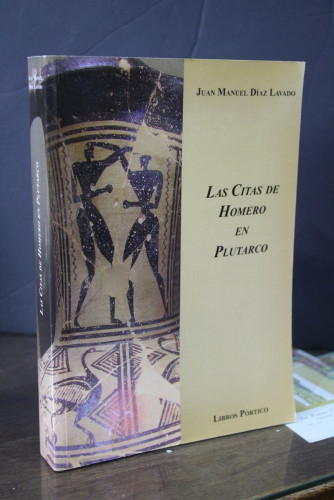 JUAN MANUEL DÍAZ LAVADO
LAS CITAS DE
HOMERO
EN
PLUTARCO
LIBROS PÓRTICO
LAS CITAS DE HOMERO EN PLUTARCO